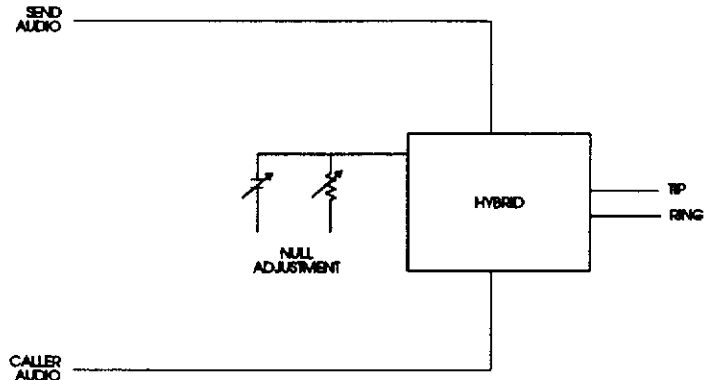 SEND
AUDIO
HYBRID
TIP
RING
NULL
ADJUSTMENT
CALLER
AUDIO